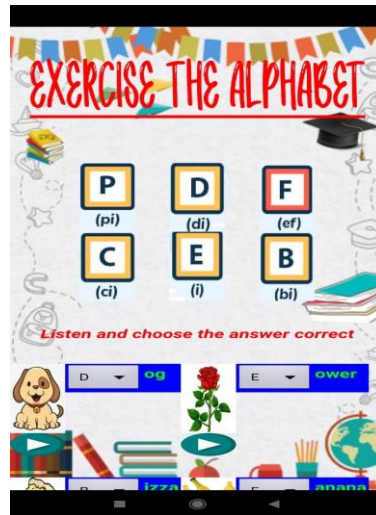 EXERCISE THE ALPHABET
P D F
(pi) (di) (ef)
C E B
(ci) (i) (bi)
Listen and choose the answer correct
D og E ower
izza anana